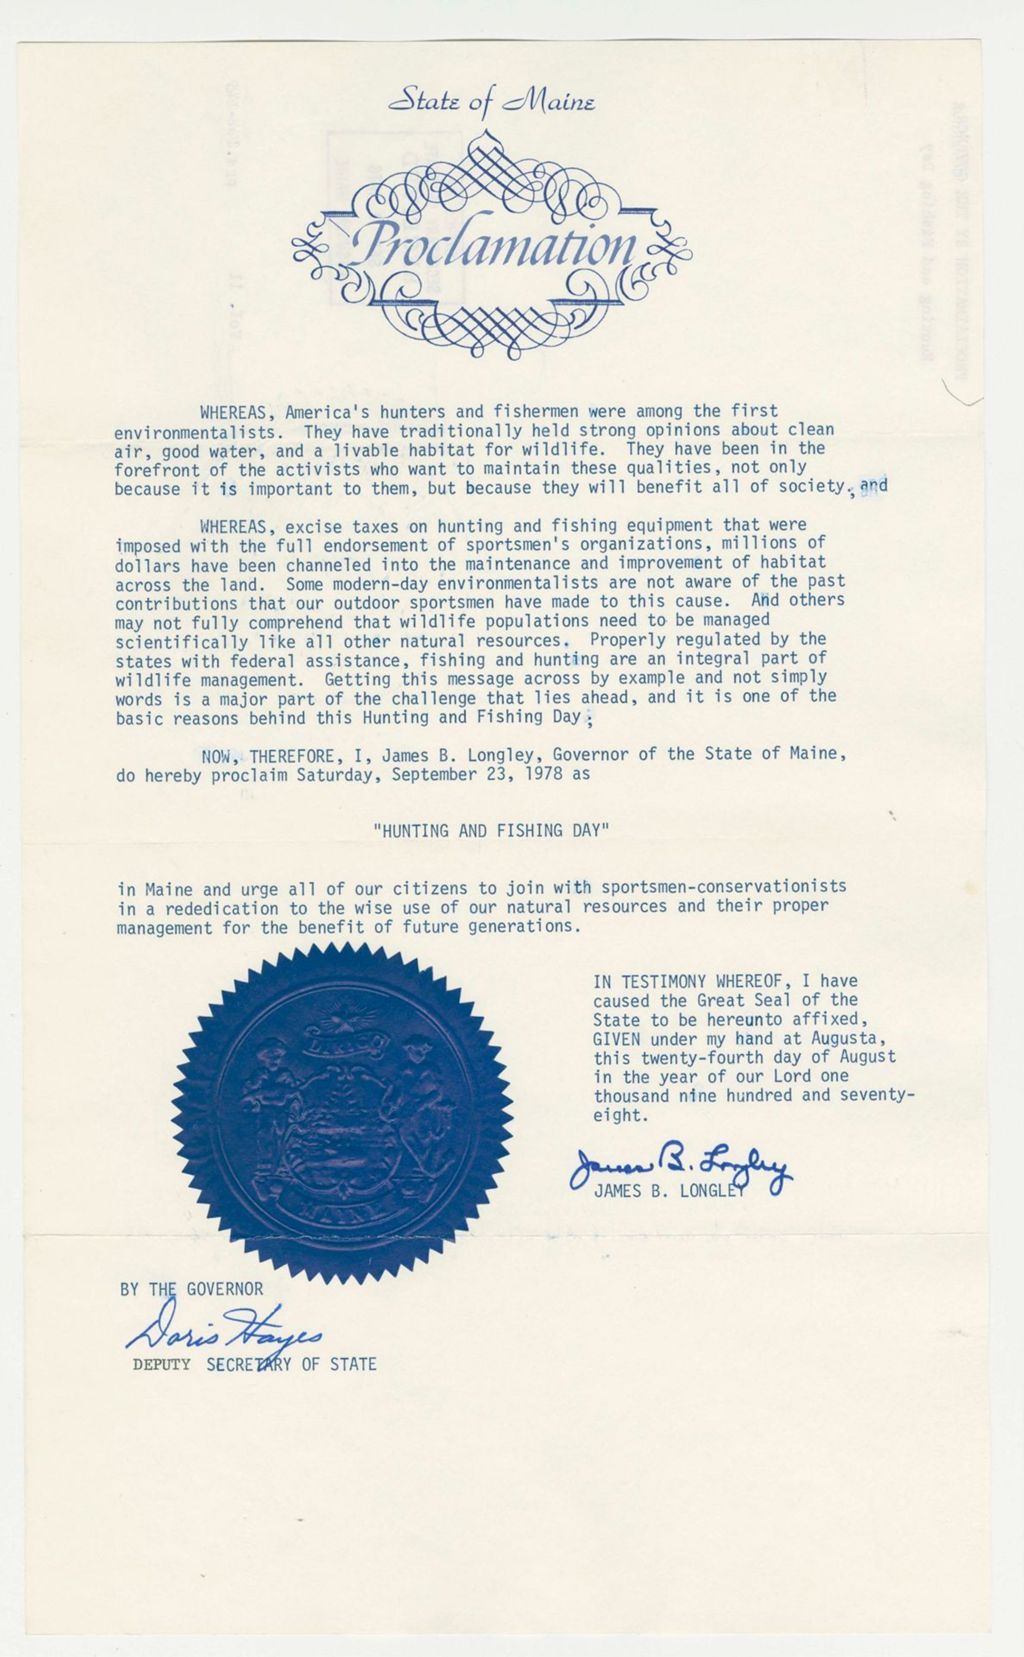 State of Maine
Proclamation
WHEREAS, America's hunters and fishermen were among the first
environmentalists. They have traditionally held strong opinions about clean
air, good water, and a livable habitat for wildlife. They have been in the
forefront of the activists who want to maintain these qualities, not only
because it is important to them, but because they will benefit all of society; and
WHEREAS, excise taxes on hunting and fishing equipment that were
imposed with the full endorsement of sportsmen's organizations, millions of
dollars have been channeled into the maintenance and improvement of habitat
across the land. Some modern-day environmentalists are not aware of the past
contributions that our outdoor sportsmen have made to this cause. And others
may not fully comprehend that wildlife populations need to be managed
scientifically like all other natural resources. Properly regulated by the
states with federal assistance, fishing and hunting are an integral part of
wildlife management. Getting this message across by example and not simply
words is a major part of the challenge that lies ahead, and it is one of the
basic reasons behind this Hunting and Fishing Day;
NOW, THEREFORE, I, James B. Longley, Governor of the State of Maine,
do hereby proclaim Saturday, September 23, 1978 as
"HUNTING AND FISHING DAY"
in Maine and urge all of our citizens to join with sportsmen-conservationists
in a rededication to the wise use of our natural resources and their proper
management for the benefit of future generations.
IN TESTIMONY WHEREOF, I have
caused the Great Seal of the
State to be hereunto affixed,
GIVEN under my hand at Augusta,
this twenty-fourth day of August
in the year of our Lord one
thousand nine hundred and seventy-
eight.
James B. Longley
JAMES B. LONGLEY
DIRIGO
MAINE
BY THE GOVERNOR
Doris Hayes
DEPUTY SECRETARY OF STATE